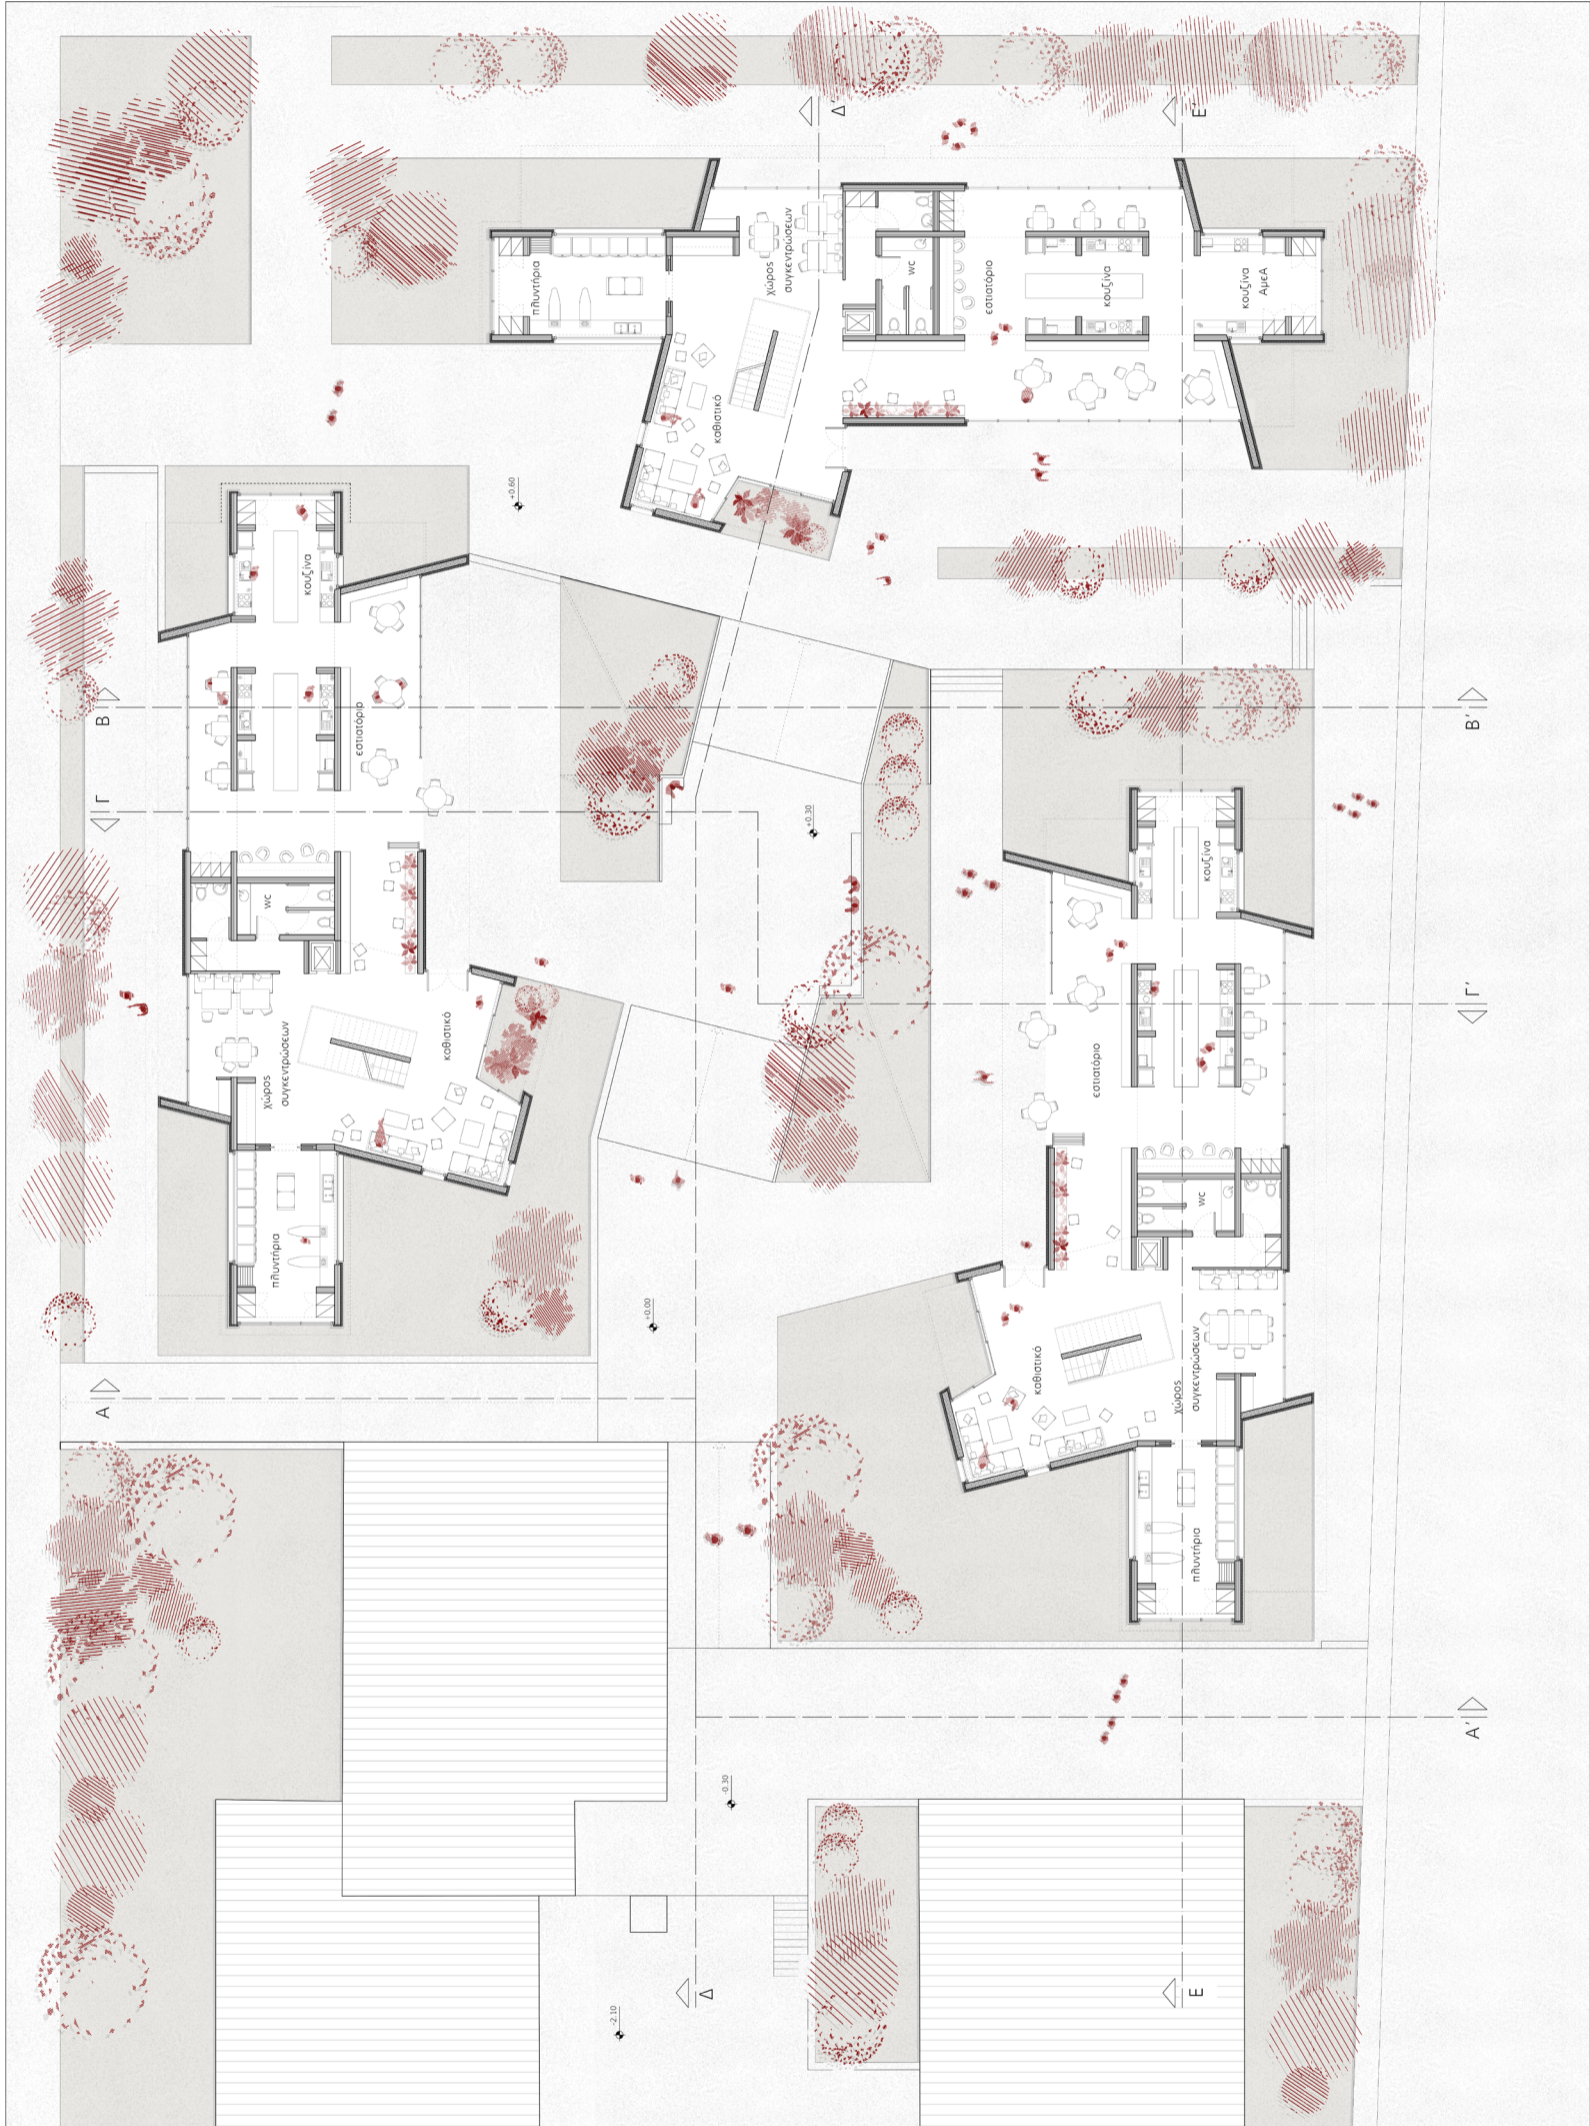 Δ'
Ε'
πλυντήρια
χώρος
συγκεντρώσεων
wc
εστιατόριο
κουζίνα
κουζίνα
ΑμεΑ
καθιστικό
+0.60
κουζίνα
εστιατόριο
Β
Β'
Γ
+0.30
wc
κουζίνα
καθιστικό
χώρος
συγκεντρώσεων
Γ'
εστιατόριο
πλυντήρια
wc
+0.00
καθιστικό
χώρος
συγκεντρώσεων
Α
πλυντήρια
Α'
-0.30
Δ
Ε
-2.10